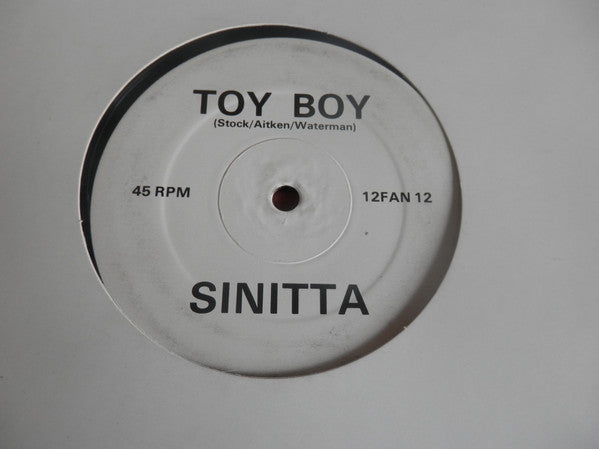 TOY BOY
(Stock/Aitken/Waterman)
45 RPM
12FAN 12
SINITTA